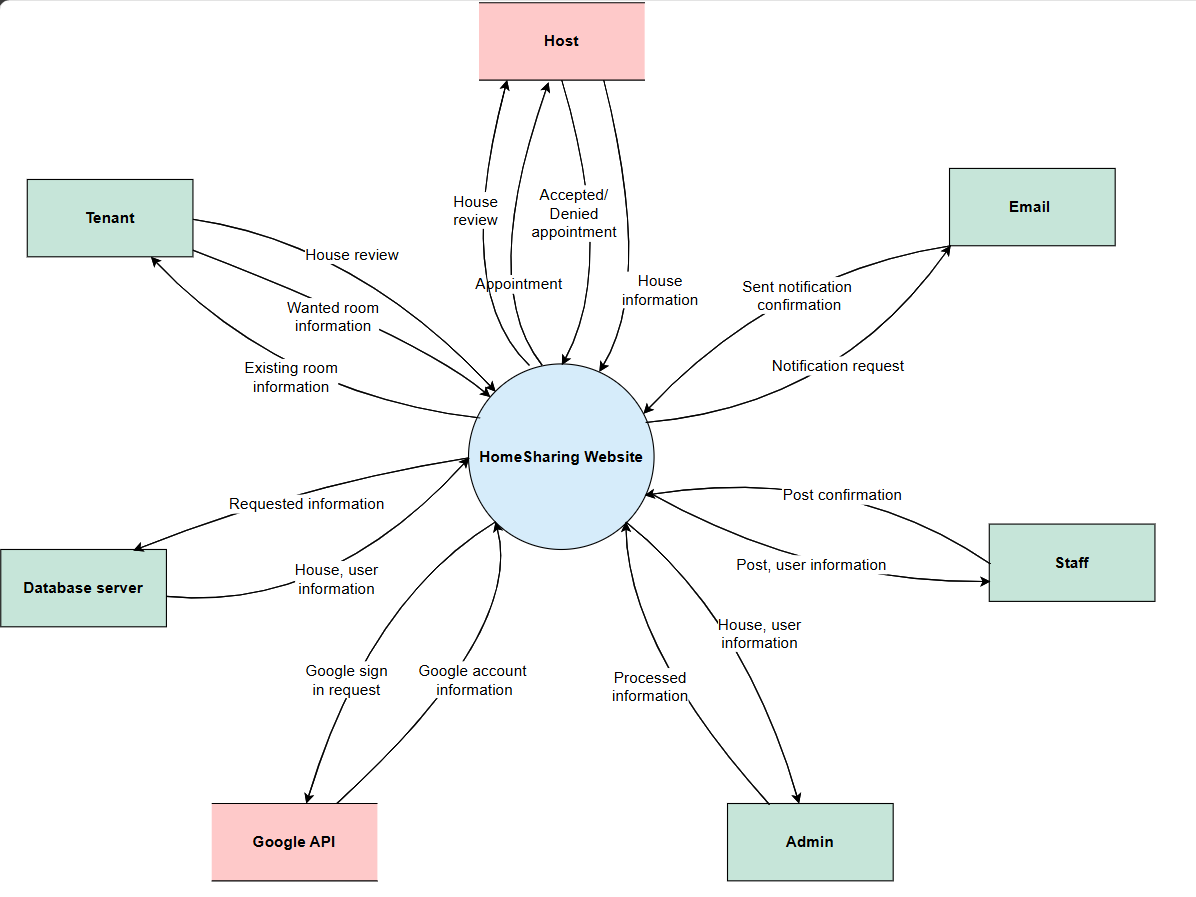 Host
Email
Tenant
House
review
Accepted/
Denied
appointment
House review
Appointment
House
information
Sent notification
confirmation
Wanted room
information
Existing room
information
Notification request
HomeSharing Website
Requested information
Post confirmation
Database server
House, user
information
Post, user information
Staff
House, user
information
Google sign
in request
Google account
information
Processed
information
Google API
Admin